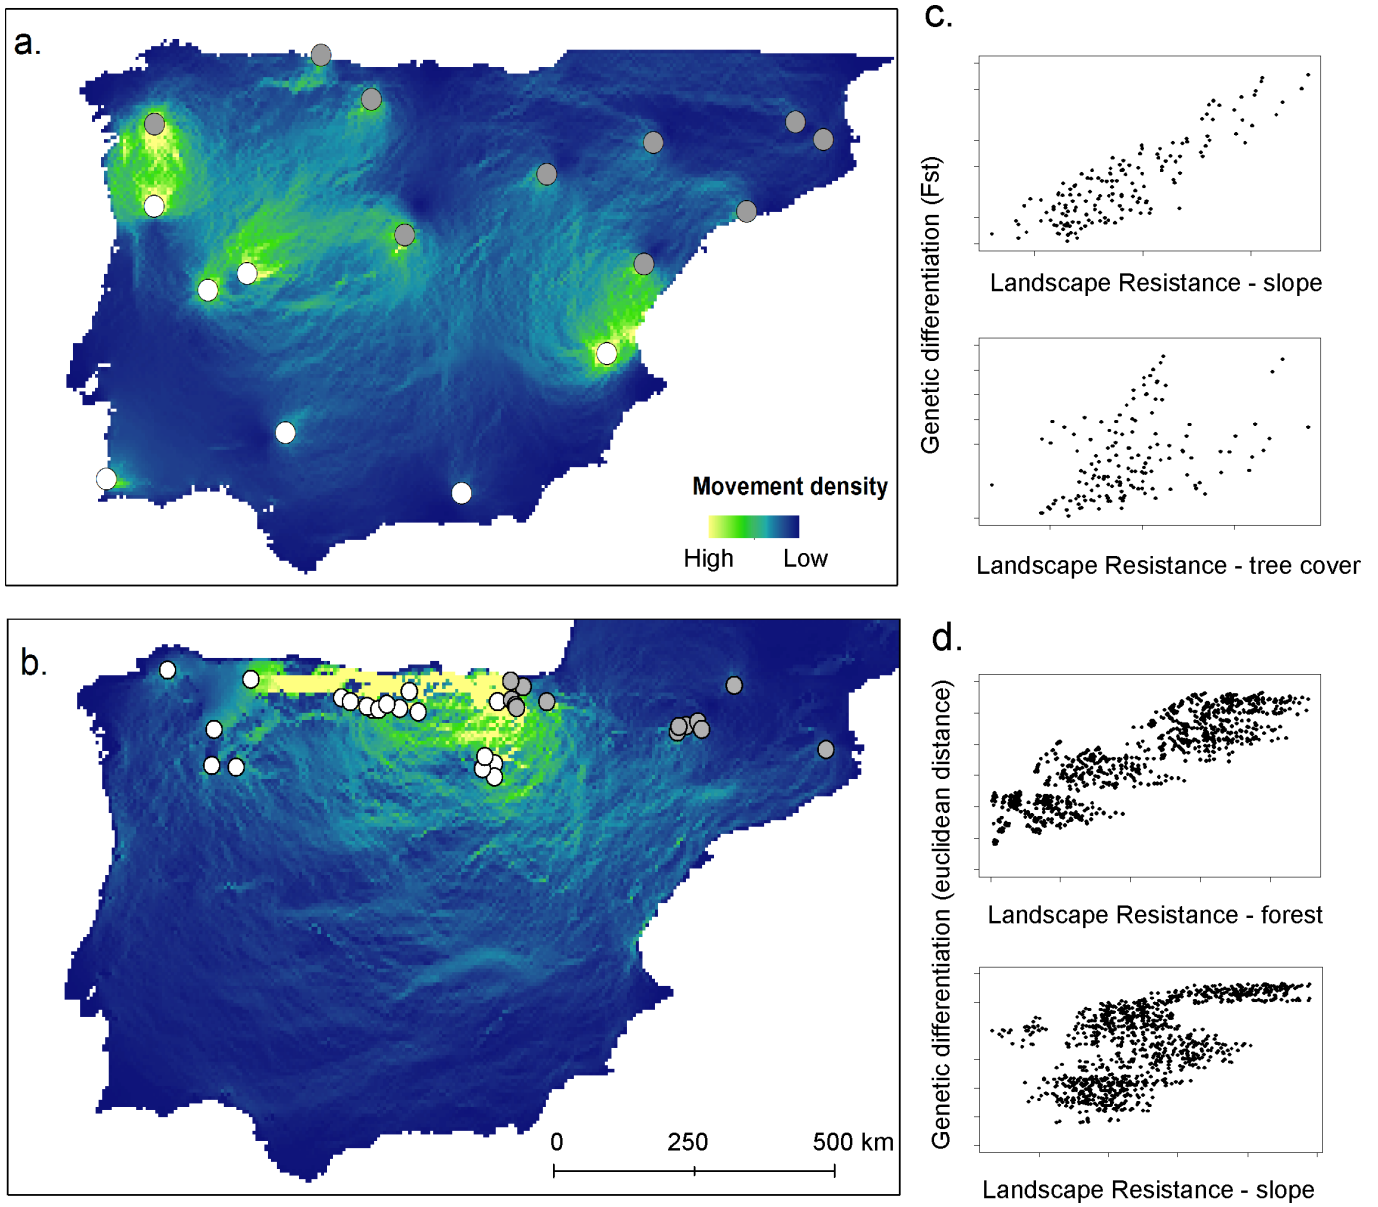 a.
Movement density
High Low
b.
0 250 500 km
c.
Genetic differentiation (Fst)
Landscape Resistance - slope
Landscape Resistance - tree cover
d.
Genetic differentiation (euclidean distance)
Landscape Resistance - forest
Landscape Resistance - slope